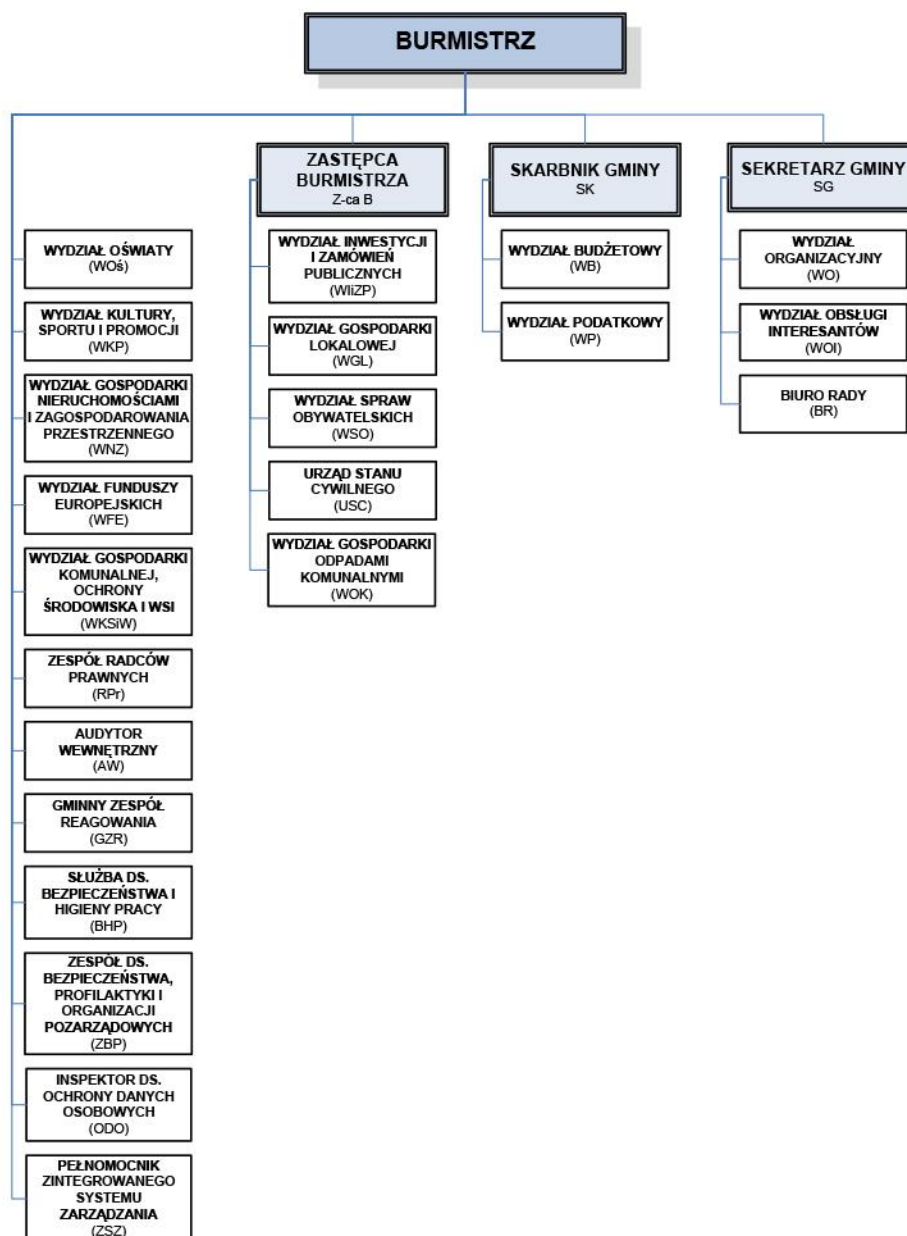 BURMISTRZ
ZASTĘPCA
BURMISTRZA
Z-ca B
SKARBNIK GMINY
SK
SEKRETARZ GMINY
SG
WYDZIAŁ OŚWIATY
(WOś)
WYDZIAŁ KULTURY,
SPORTU I PROMOCJI
(WKP)
WYDZIAŁ GOSPODARKI
NIERUCHOMOŚCIAMI
I ZAGOSPODAROWANIA
PRZESTRZENNEGO
(WNZ)
WYDZIAŁ FUNDUSZY
EUROPEJSKICH
(WFE)
WYDZIAŁ GOSPODARKI
KOMUNALNEJ,
OCHRONY
ŚRODOWISKA I WSI
(WKSiW)
ZESPÓŁ RADCÓW
PRAWNYCH
(RPr)
AUDYTOR
WEWNĘTRZNY
(AW)
GMINNY ZESPÓŁ
REAGOWANIA
(GZR)
SŁUŻBA DS.
BEZPIECZEŃSTWA I
HIGIENY PRACY
(BHP)
ZESPÓŁ DS.
BEZPIECZEŃSTWA,
PROFILAKTYKI I
ORGANIZACJI
POZARZĄDOWYCH
(ZBP)
INSPEKTOR DS.
OCHRONY DANYCH
OSOBOWYCH
(ODO)
PEŁNOMOCNIK
ZINTEGROWANEGO
SYSTEMU
ZARZĄDZANIA
(ZSZ)
WYDZIAŁ INWESTYCJI
I ZAMÓWIEŃ
PUBLICZNYCH
(WIiZP)
WYDZIAŁ GOSPODARKI
LOKALOWEJ
(WGL)
WYDZIAŁ SPRAW
OBYWATELSKICH
(WSO)
URZĄD STANU
CYWILNEGO
(USC)
WYDZIAŁ GOSPODARKI
ODPADAMI
KOMUNALNYMI
(WOK)
WYDZIAŁ BUDŻETOWY
(WB)
WYDZIAŁ PODATKOWY
(WP)
WYDZIAŁ
ORGANIZACYJNY
(WO)
WYDZIAŁ OBSŁUGI
INTERESANTÓW
(WOI)
BIURO RADY
(BR)